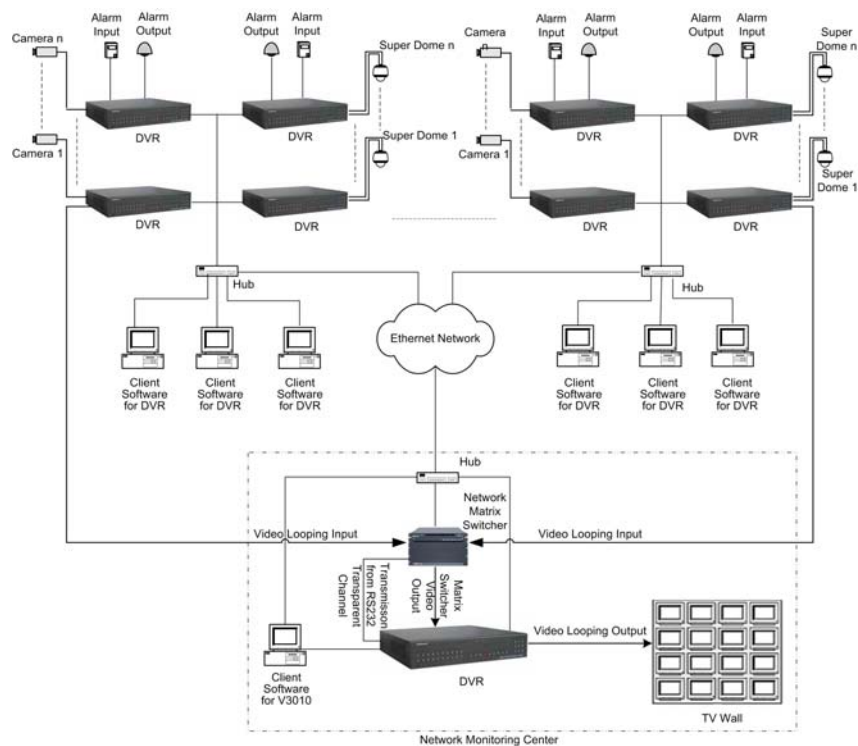 Alarm
Input
Alarm
Output
Alarm
Output
Alarm
Input
Alarm
Input
Alarm
Output
Alarm
Output
Alarm
Input
Camera n
Super Dome n
Camera
Super
Dome n
DVR
DVR
DVR
DVR
Camera 1
Super Dome 1
Camera 1
Super
Dome 1
DVR
DVR
DVR
DVR
Hub
Hub
Ethernet Network
Client
Software
for DVR
Client
Software
for DVR
Client
Software
for DVR
Client
Software
for DVR
Client
Software
for DVR
Client
Software
for DVR
Hub
Network
Matrix
Switcher
Video Looping Input
Video Looping Input
Transmisson
from RS232
Transparent
Channel
Matrix
Switcher
Video
Output
Video Looping Output
Client
Software
for V3010
DVR
TV Wall
Network Monitoring Center